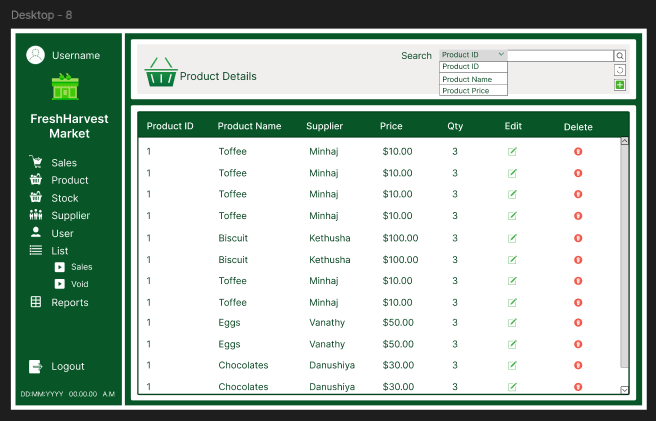 Desktop - 8
Username
FreshHarvest
Market
Sales
Product
Stock
Supplier
User
List
Sales
Void
Reports
Logout
DD:MM:YYYY 00.00.00 A.M
Product Details
Search Product ID
Product ID
Product Name
Product Price
Product ID Product Name Supplier Price Qty Edit Delete
1 Toffee Minhaj $10.00 3
1 Toffee Minhaj $10.00 3
1 Toffee Minhaj $10.00 3
1 Toffee Minhaj $10.00 3
1 Biscuit Kethusha $100.00 3
1 Biscuit Kethusha $100.00 3
1 Toffee Minhaj $10.00 3
1 Toffee Minhaj $10.00 3
1 Eggs Vanathy $50.00 3
1 Eggs Vanathy $50.00 3
1 Chocolates Danushiya $30.00 3
1 Chocolates Danushiya $30.00 3